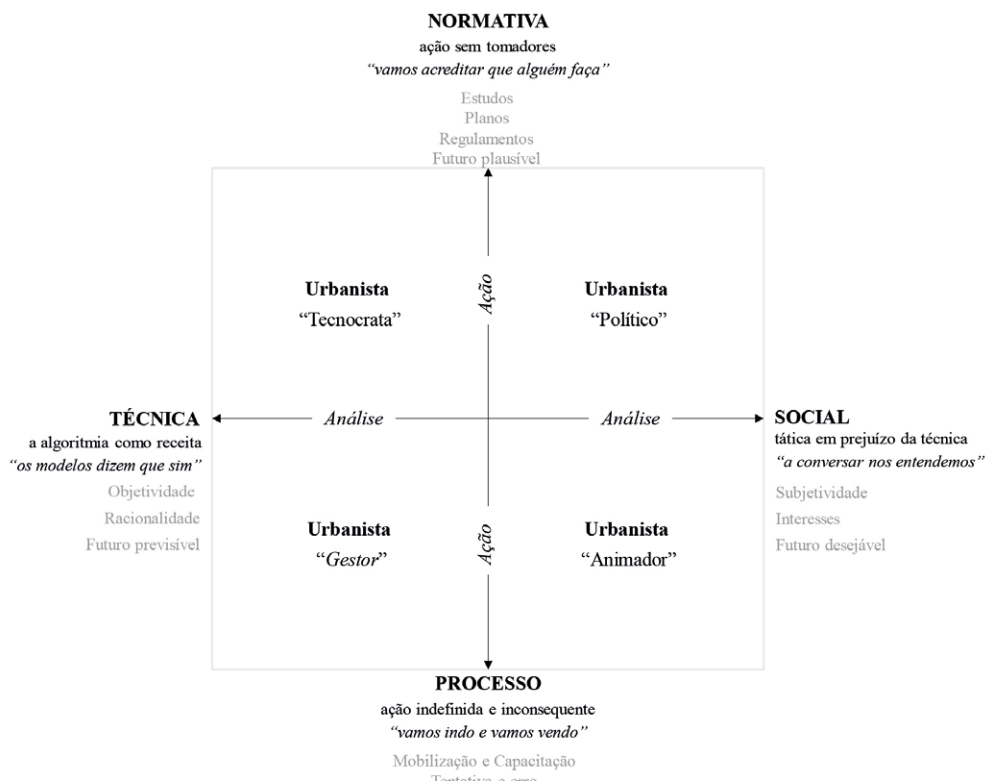 NORMATIVA
ação sem tomadores
“vamos acreditar que alguém faça”
Estudos
Planos
Regulamentos
Futuro plausível
Ação
Urbanista
“Tecnocrata”
Urbanista
“Político”
TÉCNICA
a algoritmia como receita
“os modelos dizem que sim”
Objetividade
Racionalidade
Futuro previsível
Análise
Análise
SOCIAL
tática em prejuízo da técnica
“a conversar nos entendemos”
Subjetividade
Interesses
Futuro desejável
Urbanista
“Gestor”
Ação
Urbanista
“Animador”
PROCESSO
ação indefinida e inconsequente
“vamos indo e vamos vendo”
Mobilização e Capacitação
Tentativa e erro